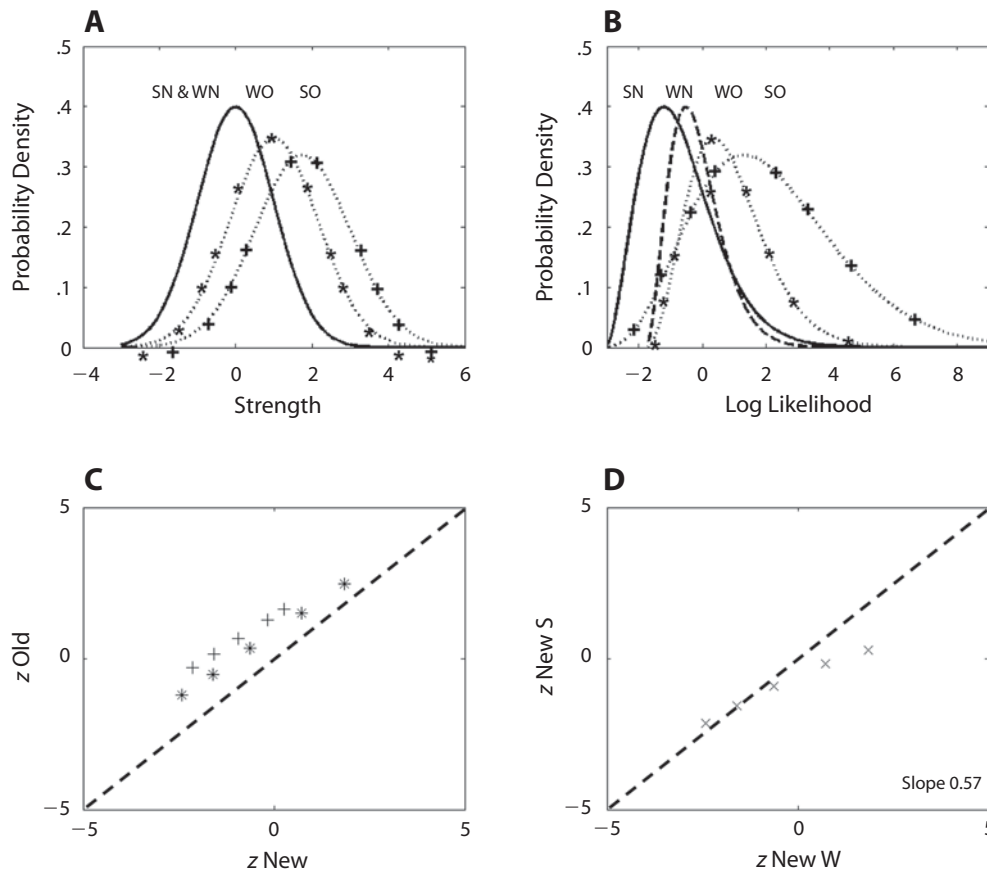 A
.5
.4
.3
.2
.1
0
SN & WN WO SO
Probability Density
−4 −2 0 2 4 6
Strength
B
.5
.4
.3
.2
.1
0
SN WN WO SO
Probability Density
−2 0 2 4 6 8
Log Likelihood
C
5
0
−5
z Old
−5 0 5
z New
D
5
0
−5
z New S
Slope 0.57
−5 0 5
z New W